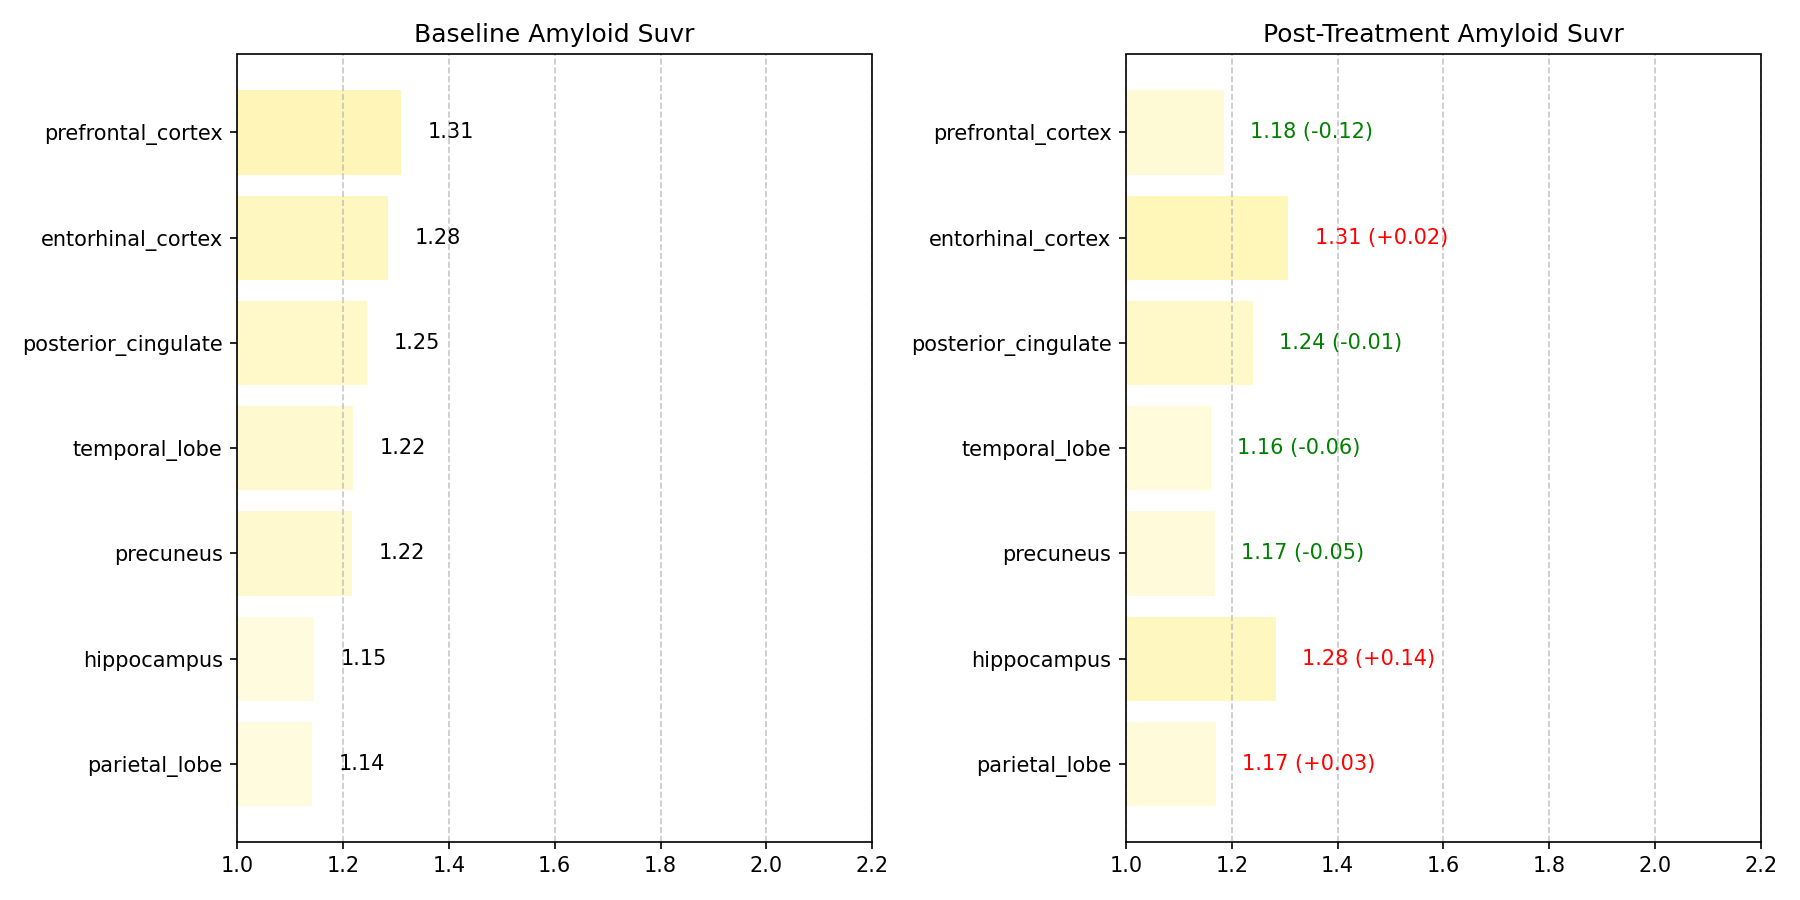 Baseline Amyloid Suvr
prefrontal_cortex 1.31
entorhinal_cortex 1.28
posterior_cingulate 1.25
temporal_lobe 1.22
precuneus 1.22
hippocampus 1.15
parietal_lobe 1.14
1.0 1.2 1.4 1.6 1.8 2.0 2.2
Post-Treatment Amyloid Suvr
prefrontal_cortex 1.18 (-0.12)
entorhinal_cortex 1.31 (+0.02)
posterior_cingulate 1.24 (-0.01)
temporal_lobe 1.16 (-0.06)
precuneus 1.17 (-0.05)
hippocampus 1.28 (+0.14)
parietal_lobe 1.17 (+0.03)
1.0 1.2 1.4 1.6 1.8 2.0 2.2